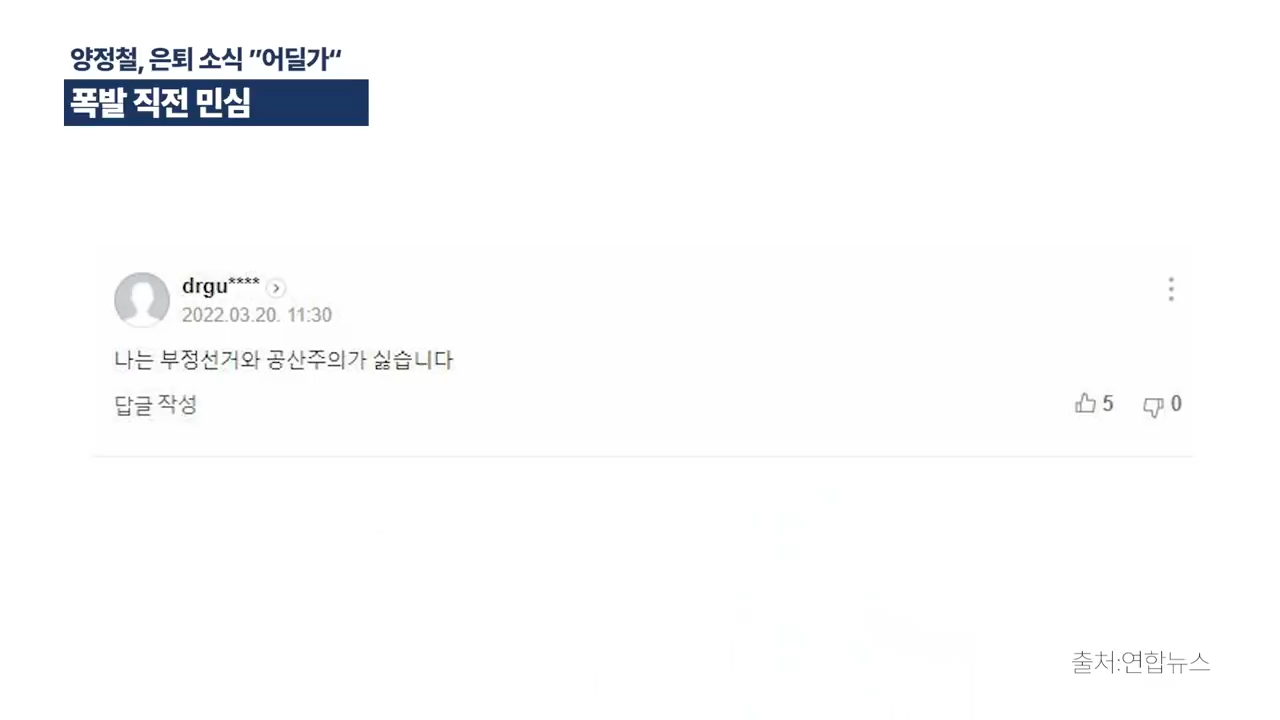 양정철, 은퇴 소식 ”어딜가“
폭발 직전 민심
drgu****
2022.03.20. 11:30
나는 부정선거와 공산주의가 싫습니다
답글 작성
5 0
출처:연합뉴스